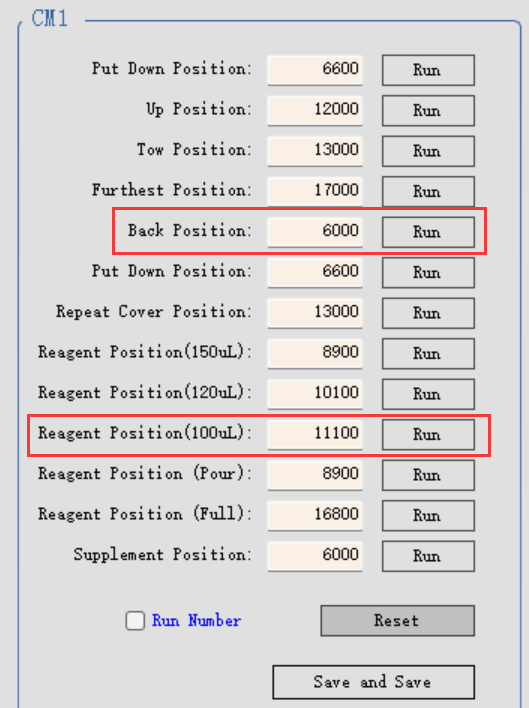 CM1
Put Down Position: 6600 Run
Up Position: 12000 Run
Tow Position: 13000 Run
Furthest Position: 17000 Run
Back Position: 6000 Run
Put Down Position: 6600 Run
Repeat Cover Position: 13000 Run
Reagent Position(150uL): 8900 Run
Reagent Position(120uL): 10100 Run
Reagent Position(100uL): 11100 Run
Reagent Position (Pour): 8900 Run
Reagent Position (Full): 16800 Run
Supplement Position: 6000 Run
Run Number Reset
Save and Save